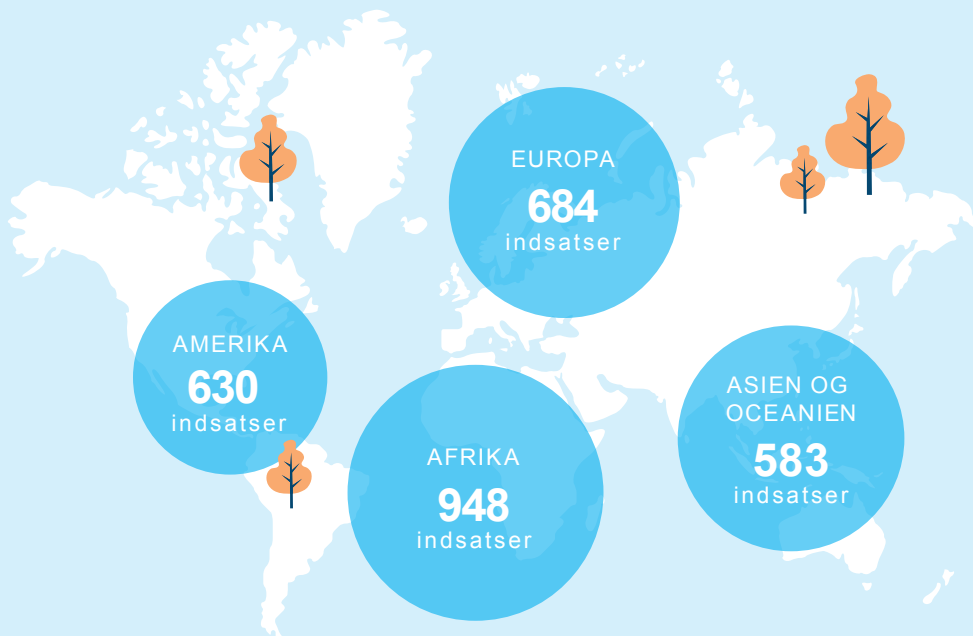 EUROPA
684
indsatser
AMERIKA
630
indsatser
AFRIKA
948
indsatser
ASIEN OG
OCEANIEN
583
indsatser